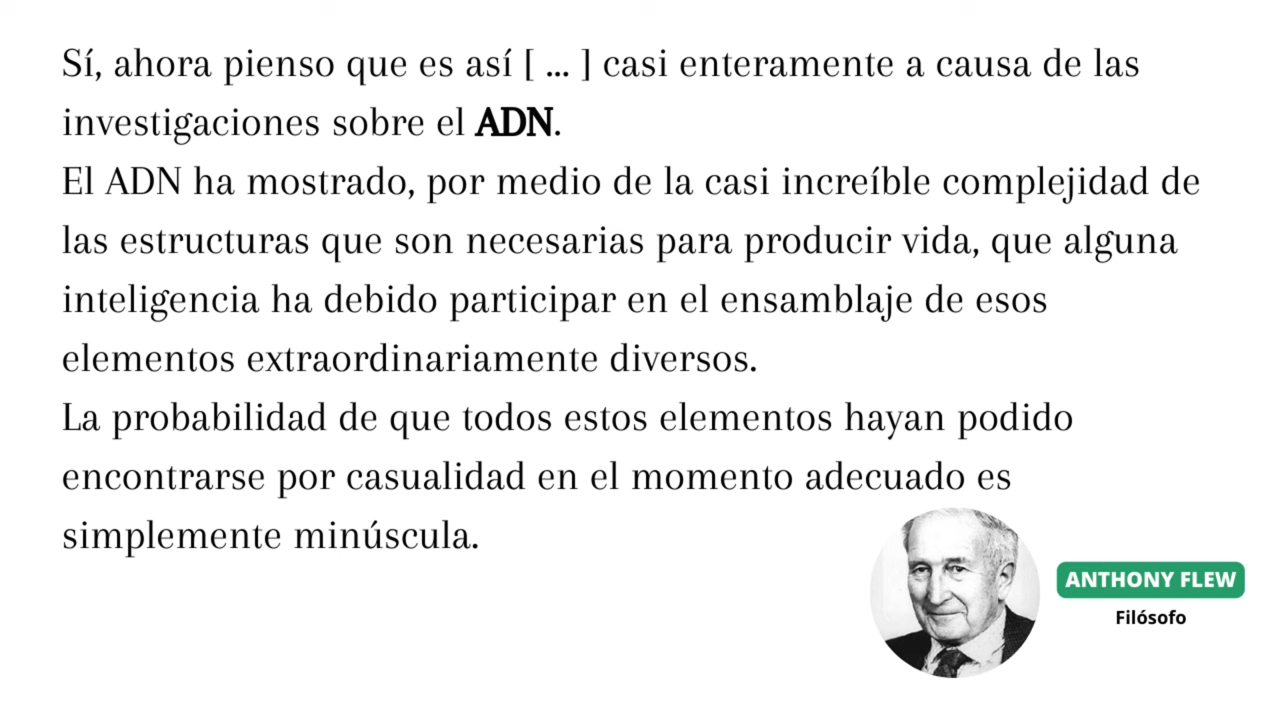 Sí, ahora pienso que es así [ ... ] casi enteramente a causa de las
investigaciones sobre el ADN.
El ADN ha mostrado, por medio de la casi increíble complejidad de
las estructuras que son necesarias para producir vida, que alguna
inteligencia ha debido participar en el ensamblaje de esos
elementos extraordinariamente diversos.
La probabilidad de que todos estos elementos hayan podido
encontrarse por casualidad en el momento adecuado es
simplemente minúscula.
ANTHONY FLEW
Filósofo